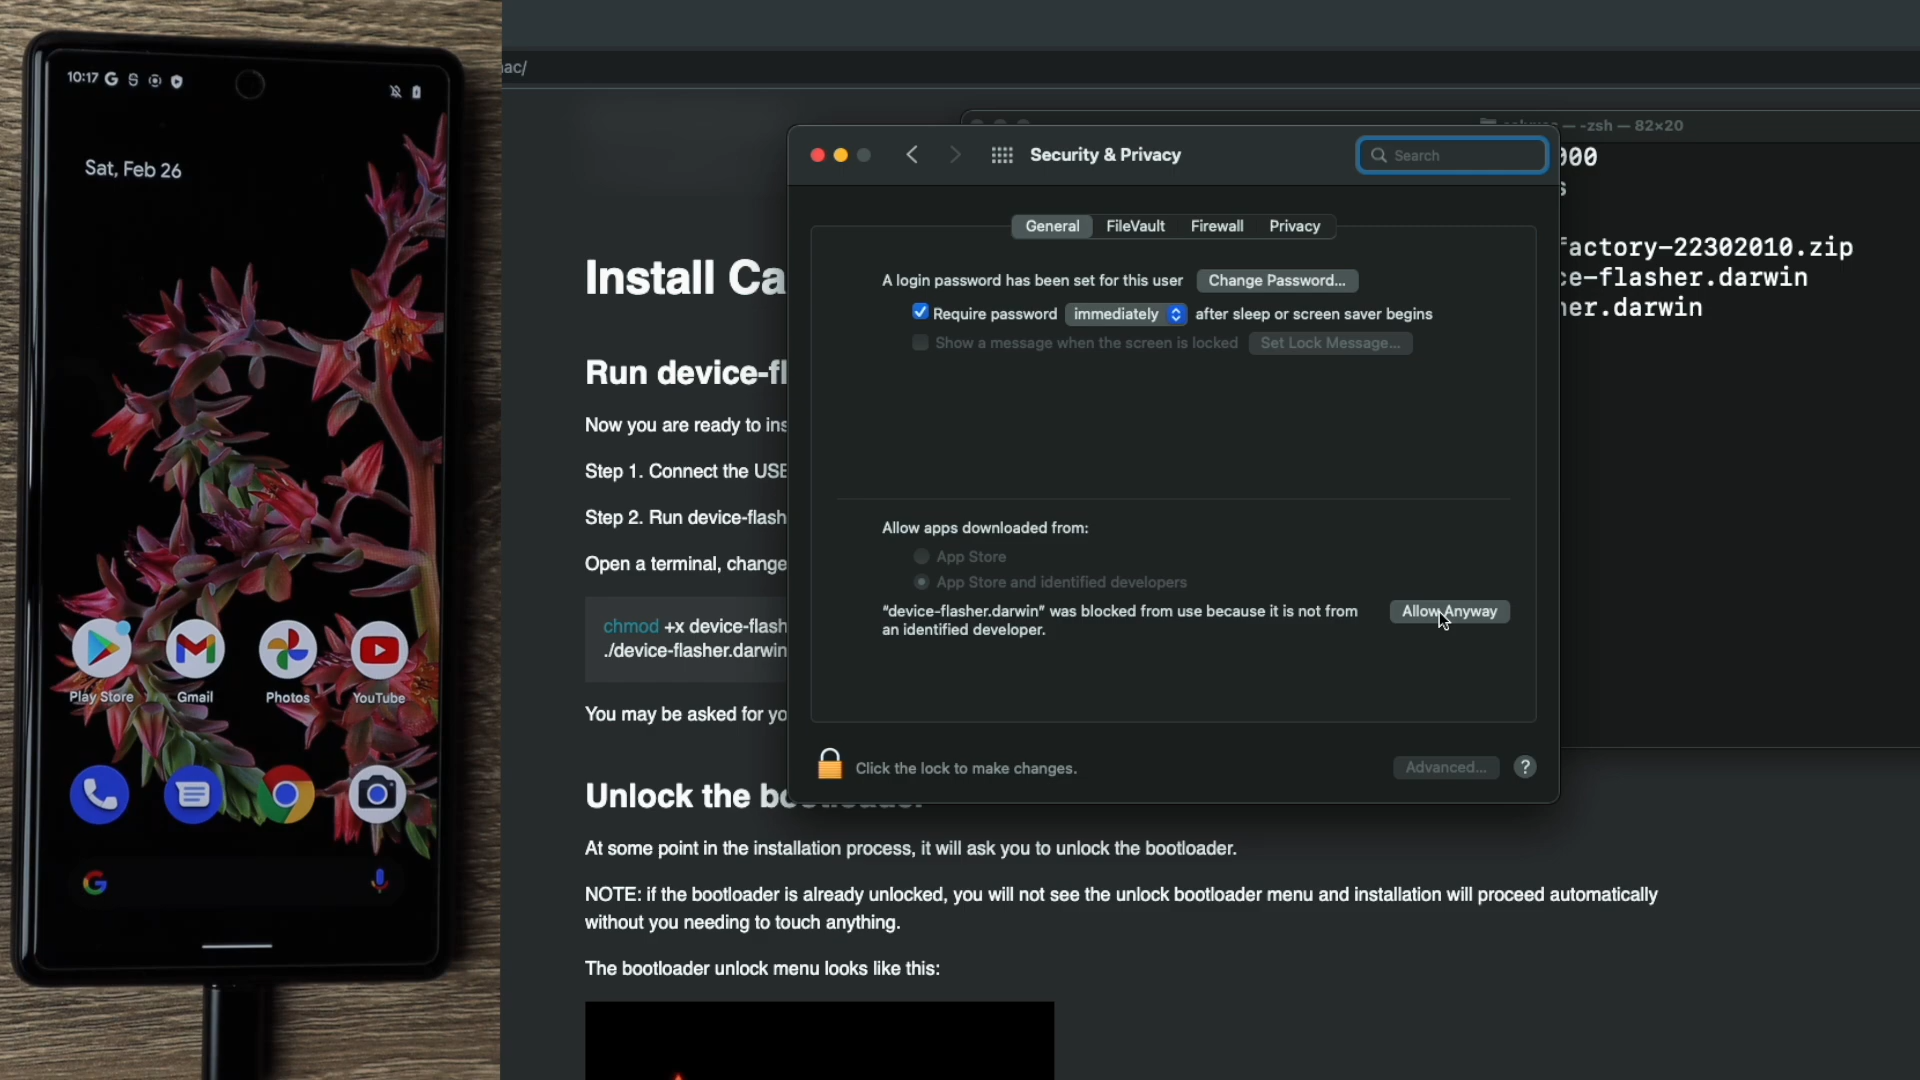 10:17
Sat, Feb 26
Play Store
Gmail
Photos
YouTube
ac/
Install Ca
Run device-fl
Now you are ready to ins
Step 1. Connect the USB
Step 2. Run device-flash
Open a terminal, change
chmod +x device-flash
./device-flasher.darwin
You may be asked for yo
Unlock the bootloader
At some point in the installation process, it will ask you to unlock the bootloader.
NOTE: if the bootloader is already unlocked, you will not see the unlock bootloader menu and installation will proceed automatically
without you needing to touch anything.
The bootloader unlock menu looks like this:
— -zsh — 82×20
000
s
factory-22302010.zip
ce-flasher.darwin
her.darwin
Security & Privacy
Search
General
FileVault
Firewall
Privacy
A login password has been set for this user
Change Password...
Require password
immediately
after sleep or screen saver begins
Show a message when the screen is locked
Set Lock Message...
Allow apps downloaded from:
App Store
App Store and identified developers
“device-flasher.darwin” was blocked from use because it is not from
an identified developer.
Allow Anyway
Click the lock to make changes.
Advanced...
?